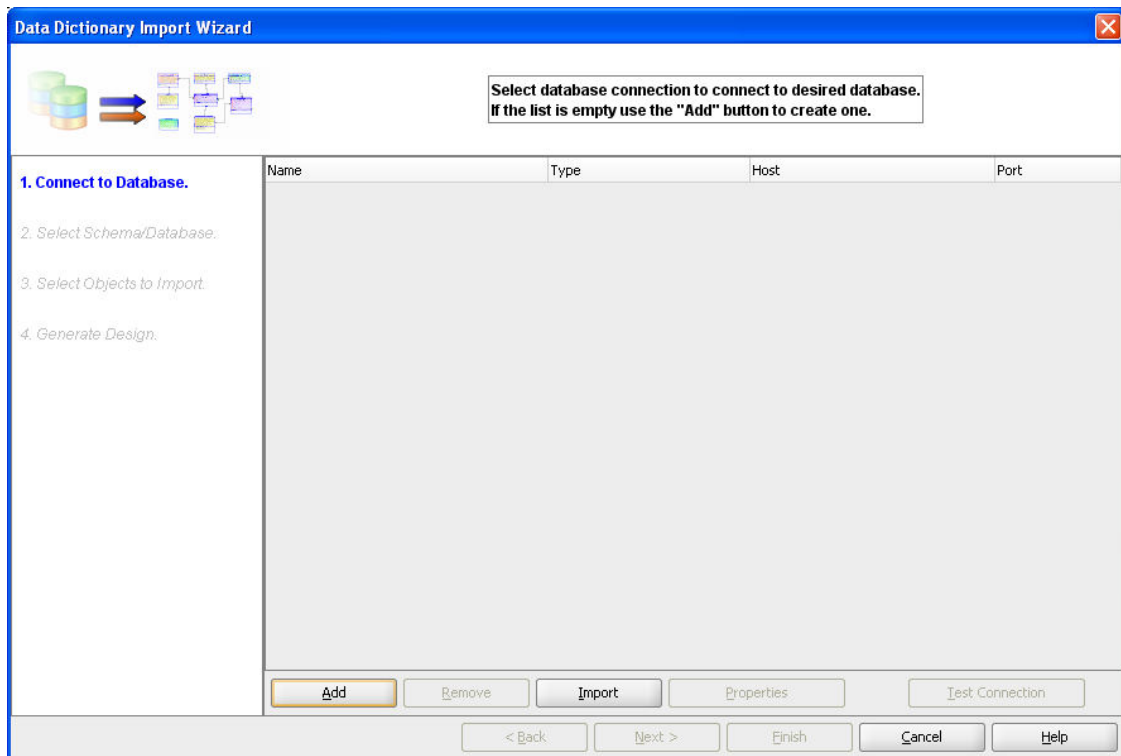 Data Dictionary Import Wizard
Select database connection to connect to desired database.
If the list is empty use the "Add" button to create one.
1. Connect to Database.
2. Select Schema/Database.
3. Select Objects to Import.
4. Generate Design.
Name Type Host Port
Add Remove Import Properties Test Connection
< Back Next > Finish Cancel Help